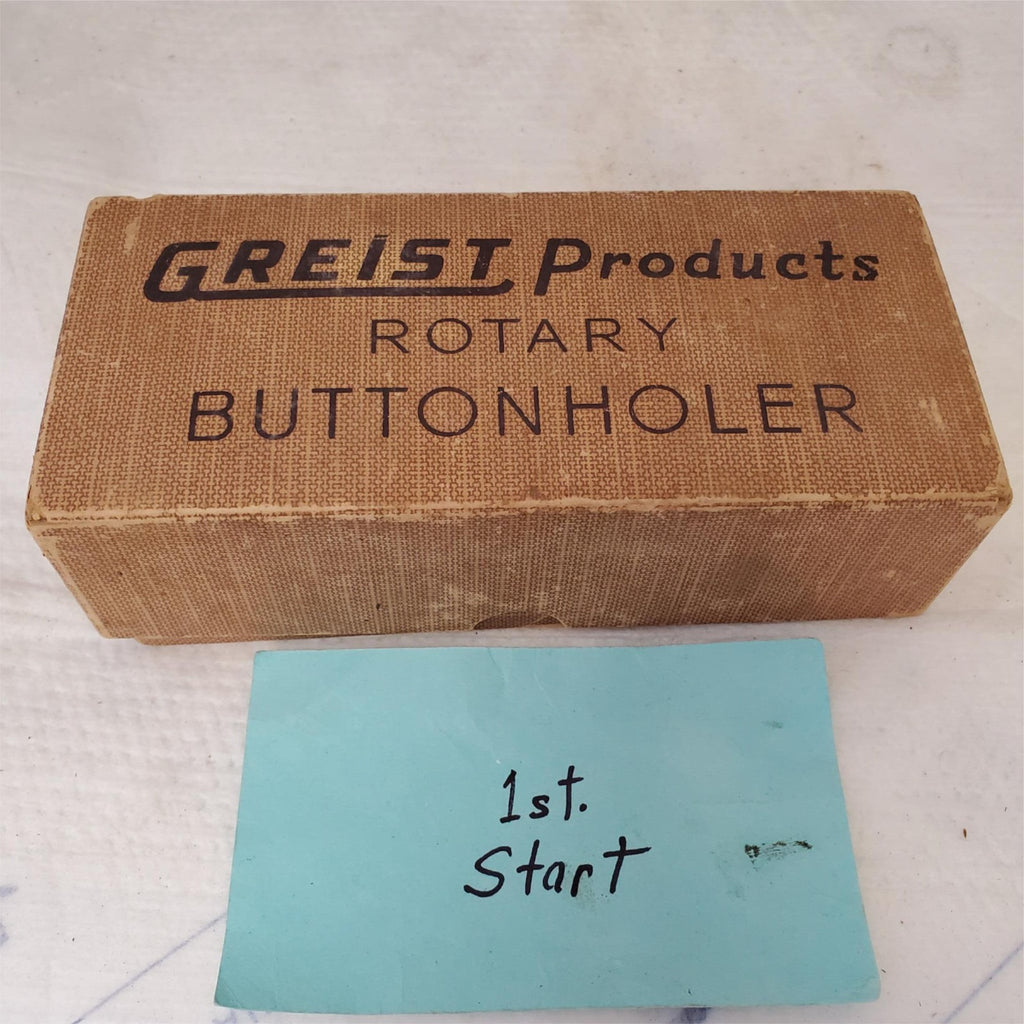 GREIST Products
ROTARY
BUTTONHOLER
1st.
Start